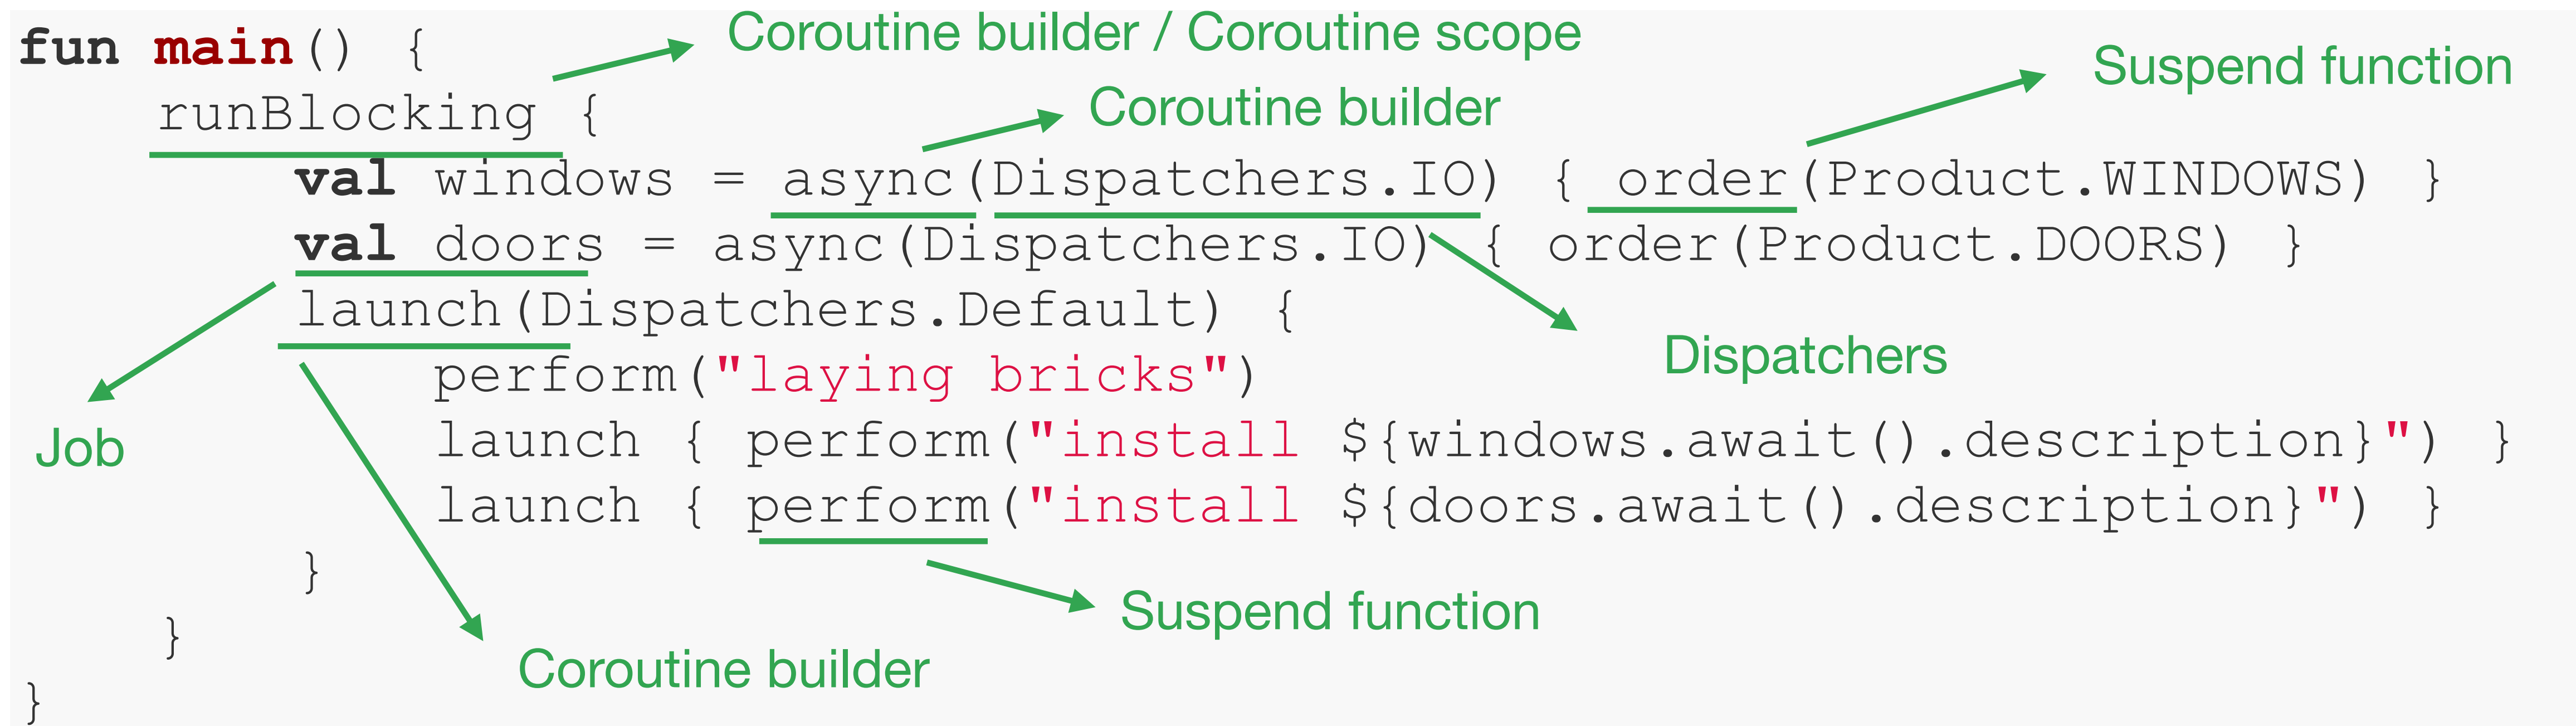 Coroutine builder / Coroutine scope
fun main() {
Suspend function
runBlocking {
Coroutine builder
val windows = async(Dispatchers.IO) { order(Product.WINDOWS) }
val doors = async(Dispatchers.IO) { order(Product.DOORS) }
launch(Dispatchers.Default) {
Dispatchers
perform("laying bricks")
Job
launch { perform("install ${windows.await().description}") }
launch { perform("install ${doors.await().description}") }
}
Suspend function
}
Coroutine builder
}